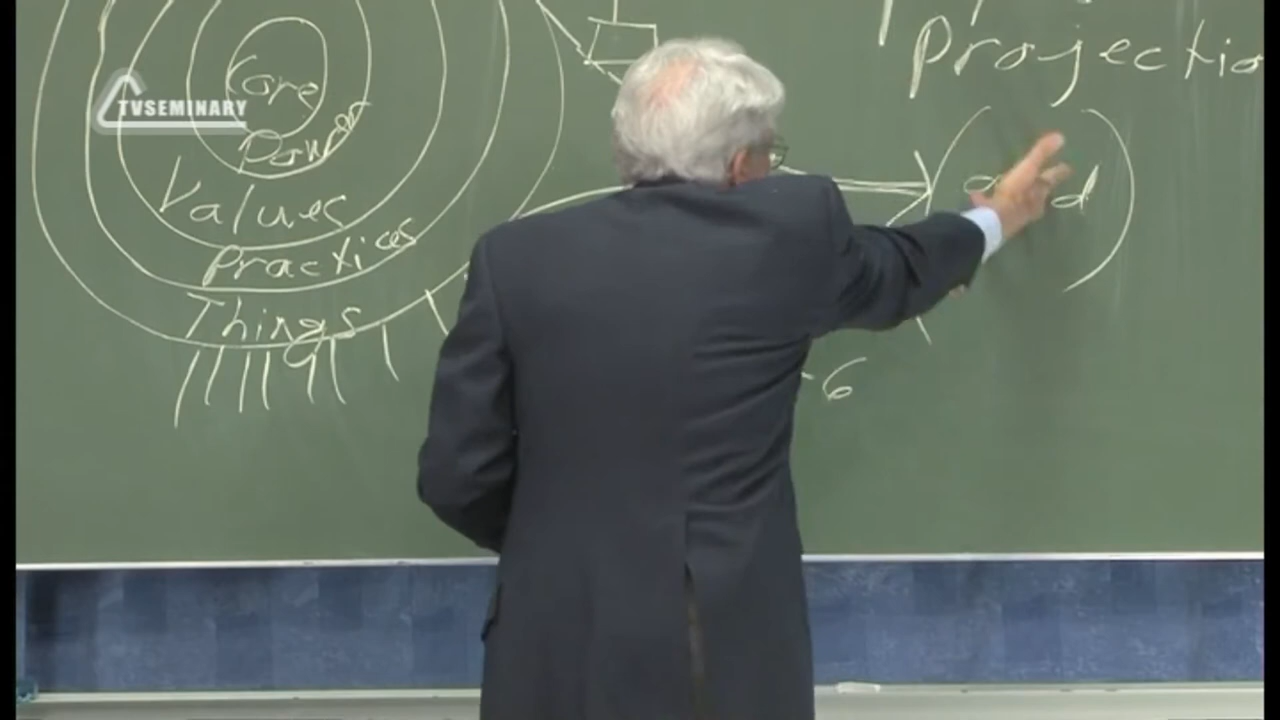 TVSEMINARY
Core
Power
Values
Practices
Things
Projectio
-6